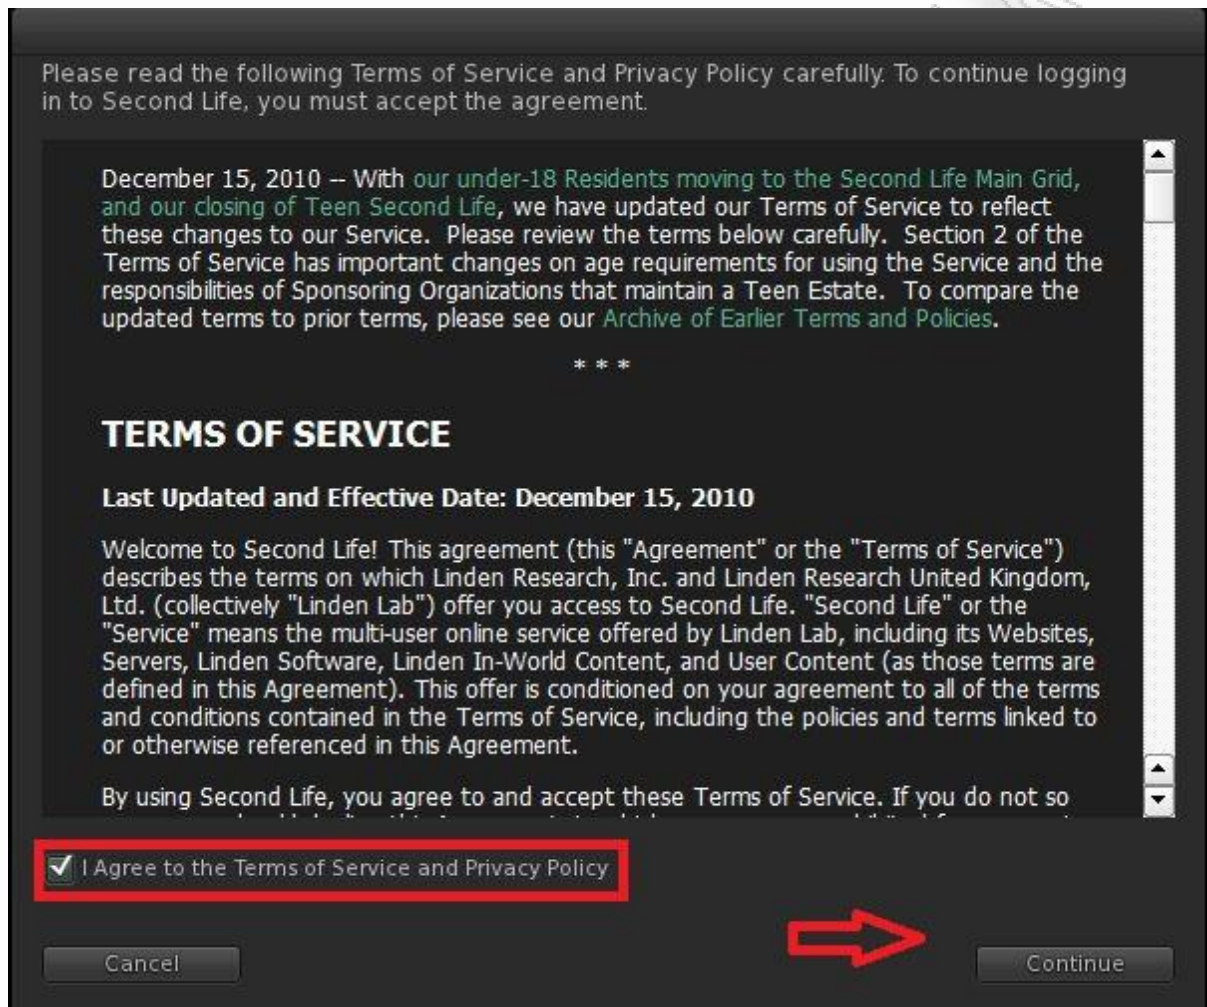 Please read the following Terms of Service and Privacy Policy carefully. To continue logging
in to Second Life, you must accept the agreement.
December 15, 2010 -- With our under-18 Residents moving to the Second Life Main Grid,
and our closing of Teen Second Life, we have updated our Terms of Service to reflect
these changes to our Service.  Please review the terms below carefully.  Section 2 of the
Terms of Service has important changes on age requirements for using the Service and the
responsibilities of Sponsoring Organizations that maintain a Teen Estate.  To compare the
updated terms to prior terms, please see our Archive of Earlier Terms and Policies.
* * *
TERMS OF SERVICE
Last Updated and Effective Date: December 15, 2010
Welcome to Second Life! This agreement (this "Agreement" or the "Terms of Service")
describes the terms on which Linden Research, Inc. and Linden Research United Kingdom,
Ltd. (collectively "Linden Lab") offer you access to Second Life. "Second Life" or the
"Service" means the multi-user online service offered by Linden Lab, including its Websites,
Servers, Linden Software, Linden In-World Content, and User Content (as those terms are
defined in this Agreement). This offer is conditioned on your agreement to all of the terms
and conditions contained in the Terms of Service, including the policies and terms linked to
or otherwise referenced in this Agreement.
By using Second Life, you agree to and accept these Terms of Service. If you do not so
I Agree to the Terms of Service and Privacy Policy
Cancel
Continue